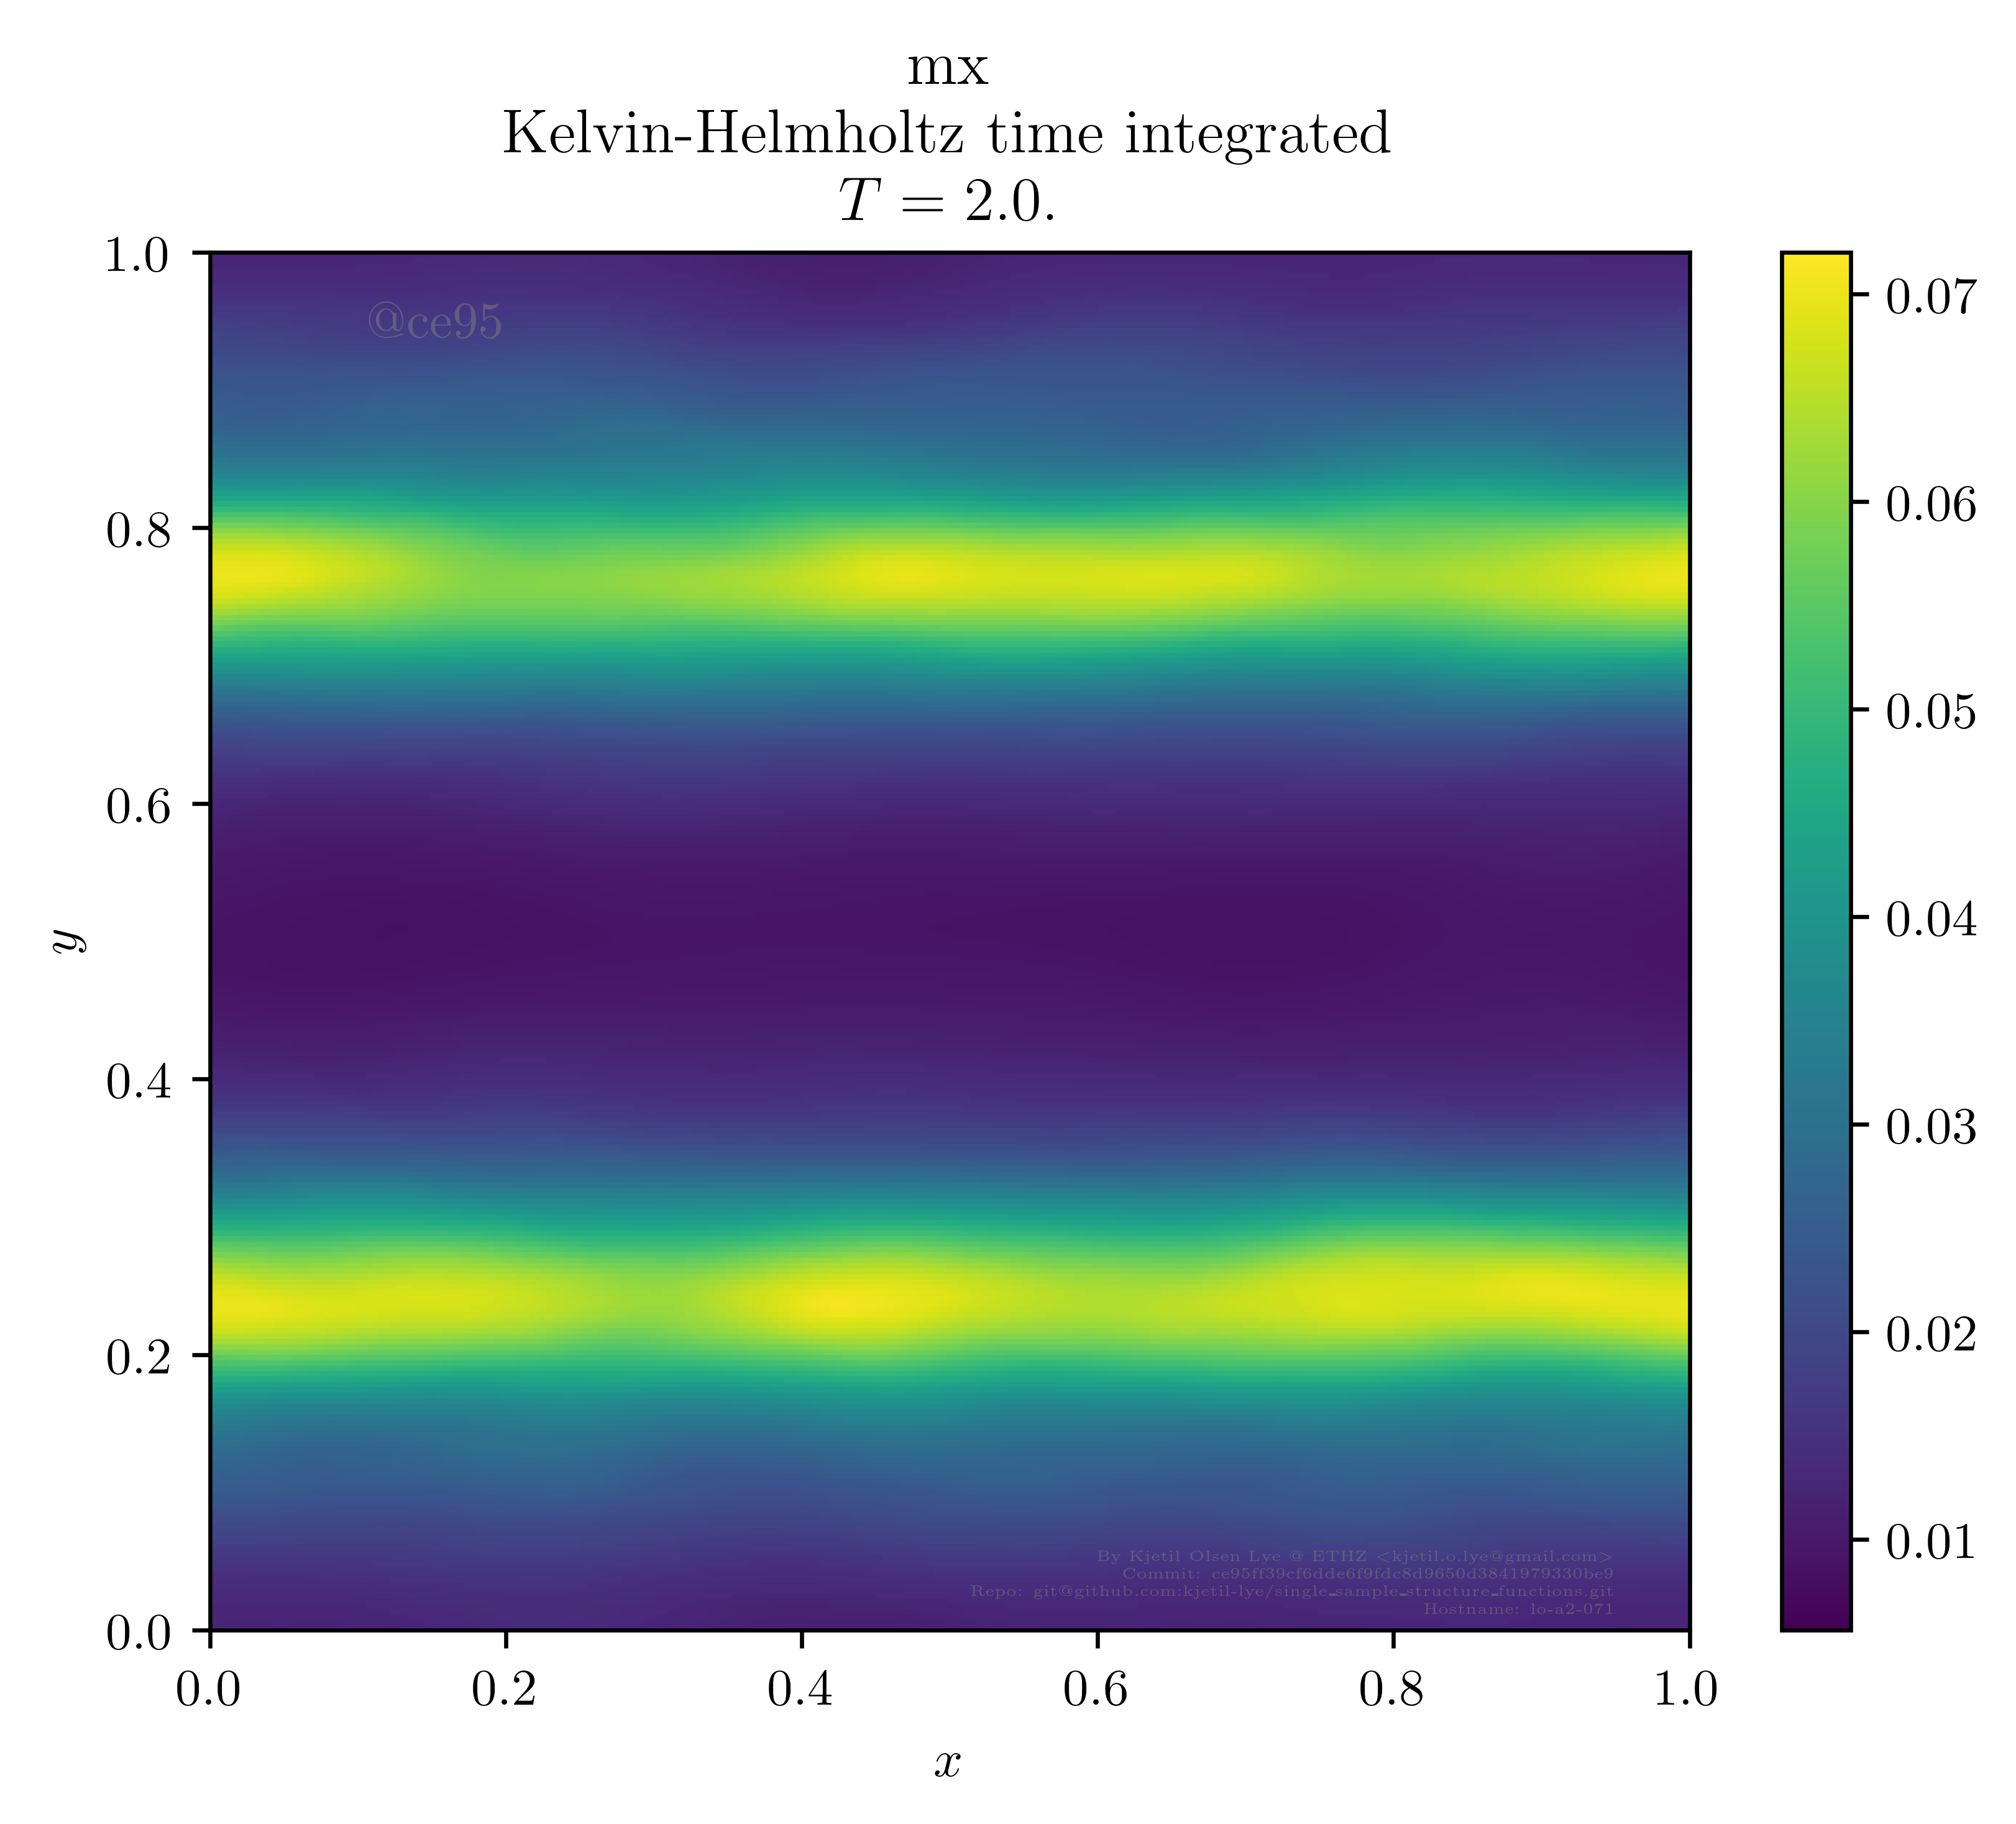 mx
Kelvin-Helmholtz time integrated
T = 2.0.
1.0
0.8
0.6
0.4
0.2
0.0
y
@ce95
By Kjetil Olsen Lye @ ETHZ <kjetil.o.lye@gmail.com>
Commit: ce95ff39cf6dde6f9fdc8d9650d3841979330be9
Repo: git@github.com:kjetil-lye/single_sample_structure_functions.git
Hostname: lo-a2-071
0.0 0.2 0.4 0.6 0.8 1.0
x
0.07
0.06
0.05
0.04
0.03
0.02
0.01